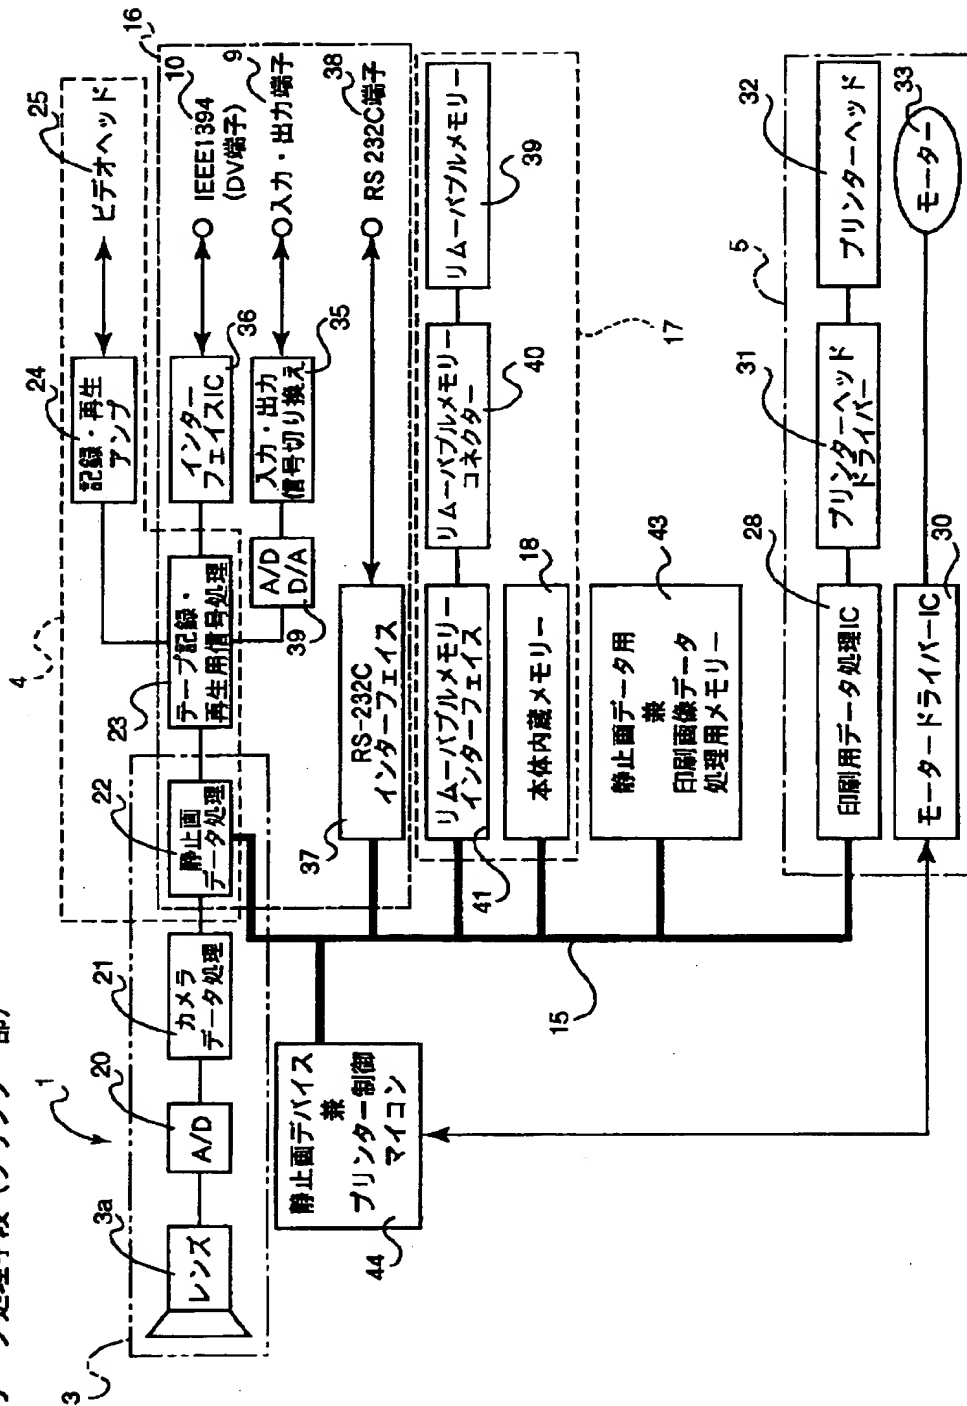 3
1
4
25
16
24
記録・再生
アンプ
ビデオヘッド
3a
20
21
22
23
10
レンズ
A/D
カメラ
データ処理
静止画
データ処理
テープ記録・
再生用信号処理
インター
フェイスIC
36
IEEE1394
(DV端子)
9
A/D
D/A
39
入力・出力
信号切り換え
35
入力・出力端子
38
37
RS-232C
インターフェイス
RS232C端子
静止画デバイス
兼
プリンター制御
マイコン
44
リムーバブルメモリー
インターフェイス
41
リムーバブルメモリー
コネクター
40
リムーバブルメモリー
39
本体内蔵メモリー
18
17
15
静止画データ用
兼
印刷画像データ
処理用メモリー
43
5
印刷用データ処理IC
28
プリンターヘッド
ドライバー
31
プリンターヘッド
32
モータードライバーIC
30
モーター
33